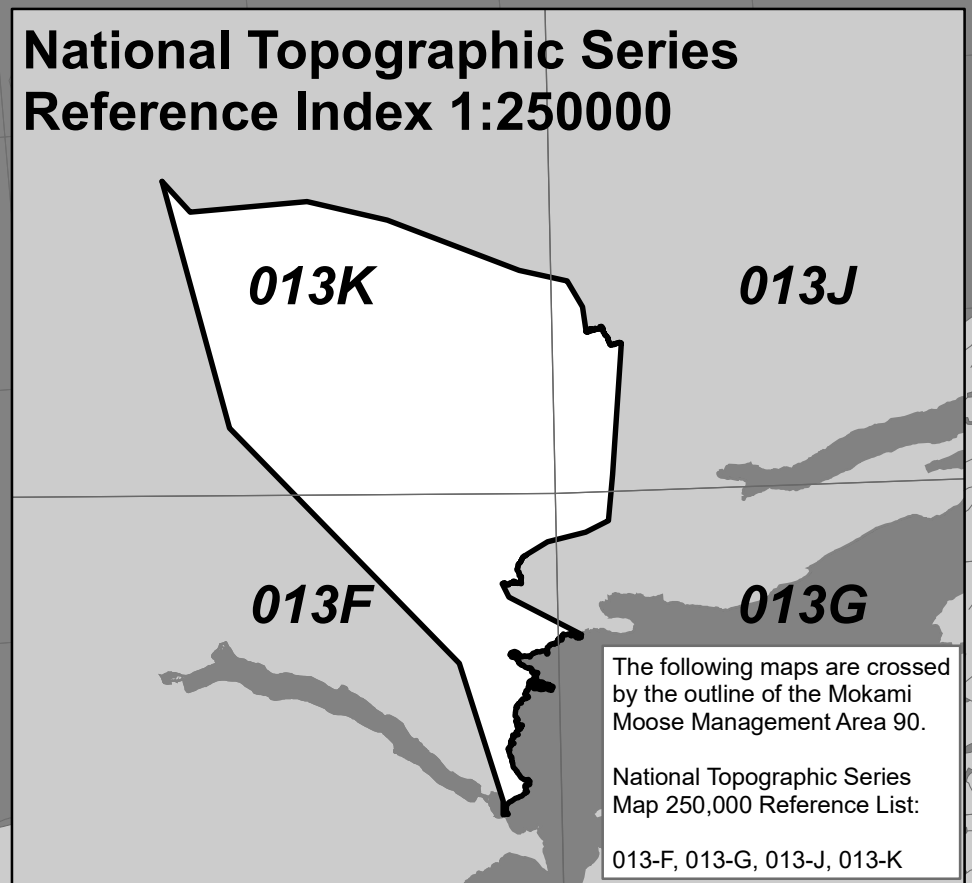 National Topographic Series
Reference Index 1:250000
013K
013J
013F
013G
The following maps are crossed
by the outline of the Mokami
Moose Management Area 90.
National Topographic Series
Map 250,000 Reference List:
013-F, 013-G, 013-J, 013-K